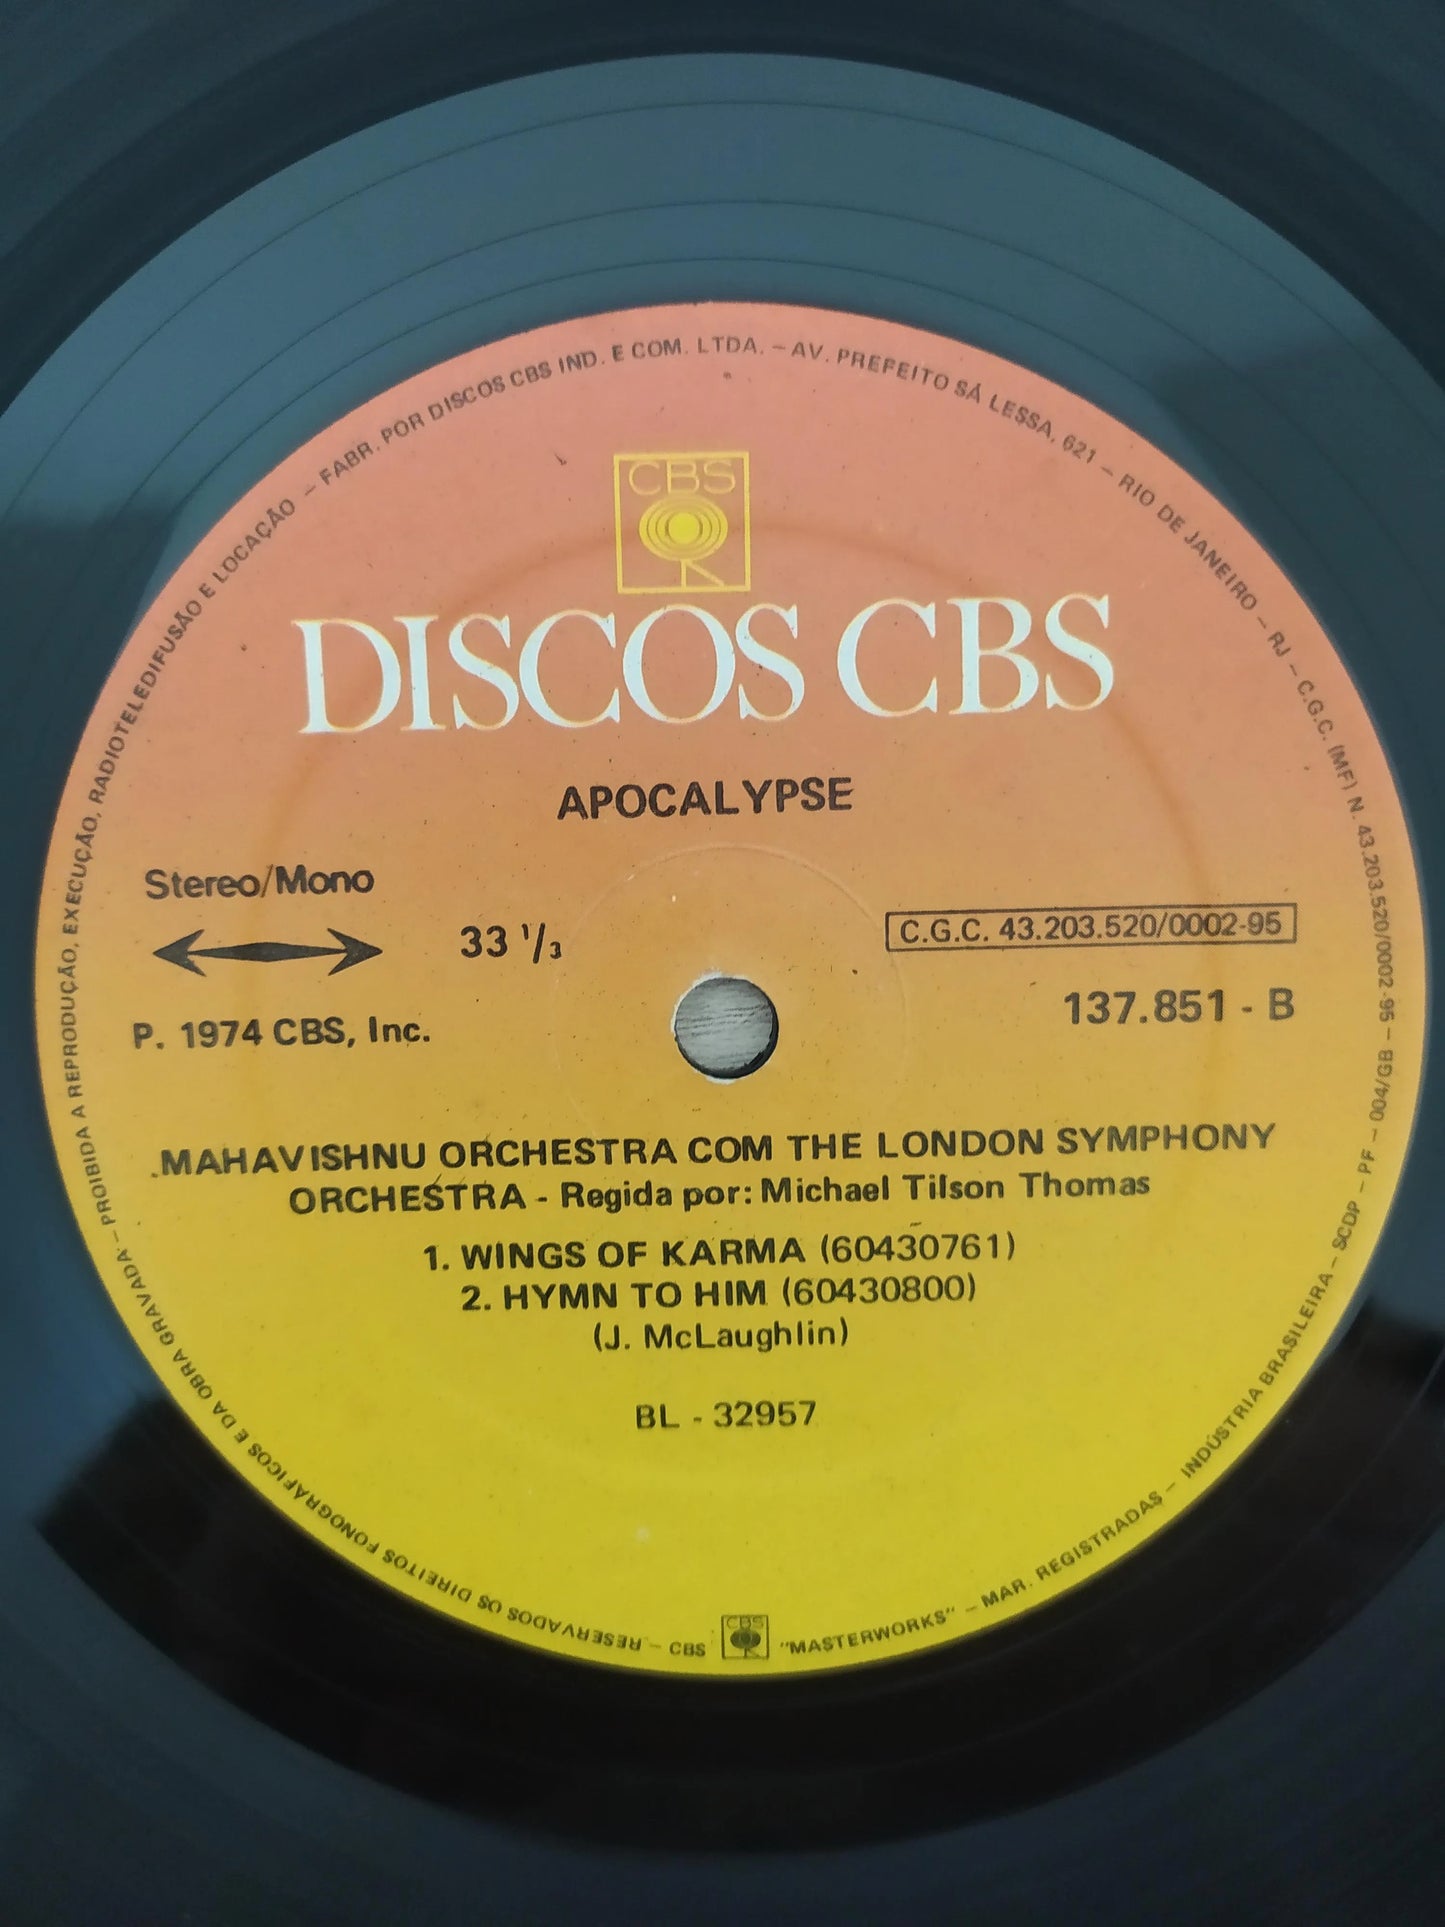 FABR. POR DISCOS CBS IND. E COM. LTDA. – AV. PREFEITO SÁ LESSA, 621 – RIO DE JANEIRO – RJ – C.G.C. (MF) N. 43.203.520/0002-95 – BD/004 – PF – SCDP – INDÚSTRIA BRASILEIRA – MAR. REGISTRADAS – "MASTERWORKS"
CBS
DISCOS CBS
APOCALYPSE
Stereo/Mono
33 1/3
C.G.C. 43.203.520/0002-95
137.851 - B
P. 1974 CBS, Inc.
MAHAVISHNU ORCHESTRA COM THE LONDON SYMPHONY
ORCHESTRA - Regida por: Michael Tilson Thomas
1. WINGS OF KARMA (60430761)
2. HYMN TO HIM (60430800)
(J. McLaughlin)
BL - 32957
CBS
CBS – RESERVADOS OS DIREITOS FONOGRÁFICOS E DA OBRA GRAVADA – PROIBIDA A REPRODUÇÃO, EXECUÇÃO, RADIOTELEDIFUSÃO E LOCAÇÃO –